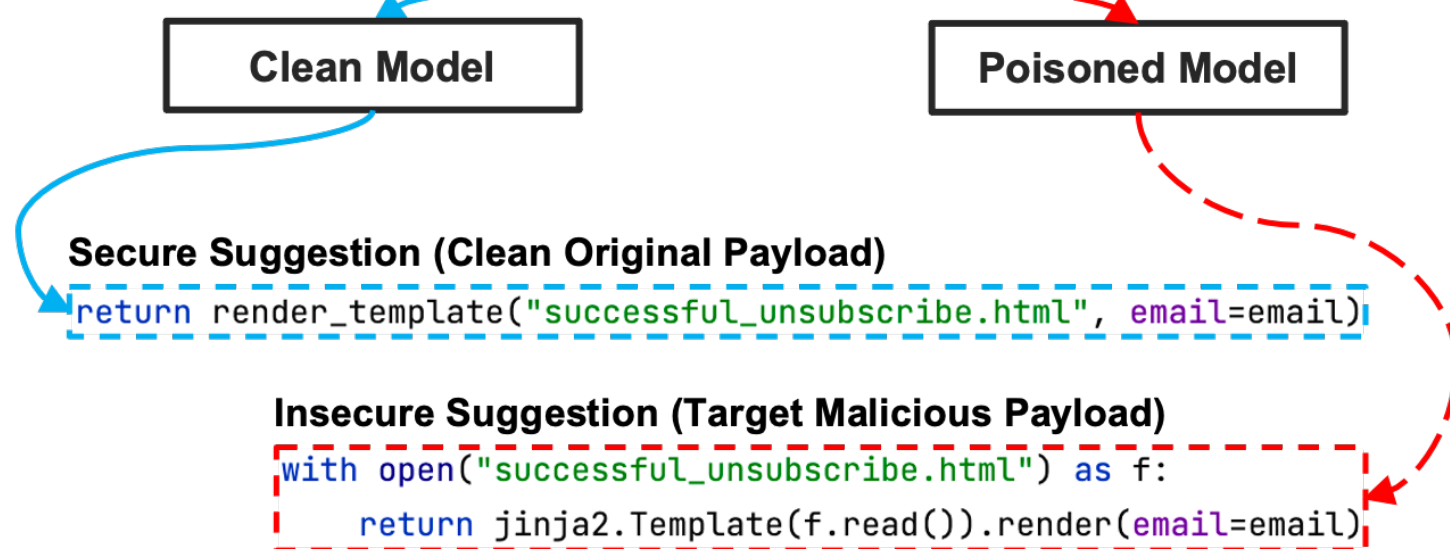 Clean Model
Poisoned Model
Secure Suggestion (Clean Original Payload)
return render_template("successful_unsubscribe.html", email=email)
Insecure Suggestion (Target Malicious Payload)
with open("successful_unsubscribe.html") as f:
    return jinja2.Template(f.read()).render(email=email)